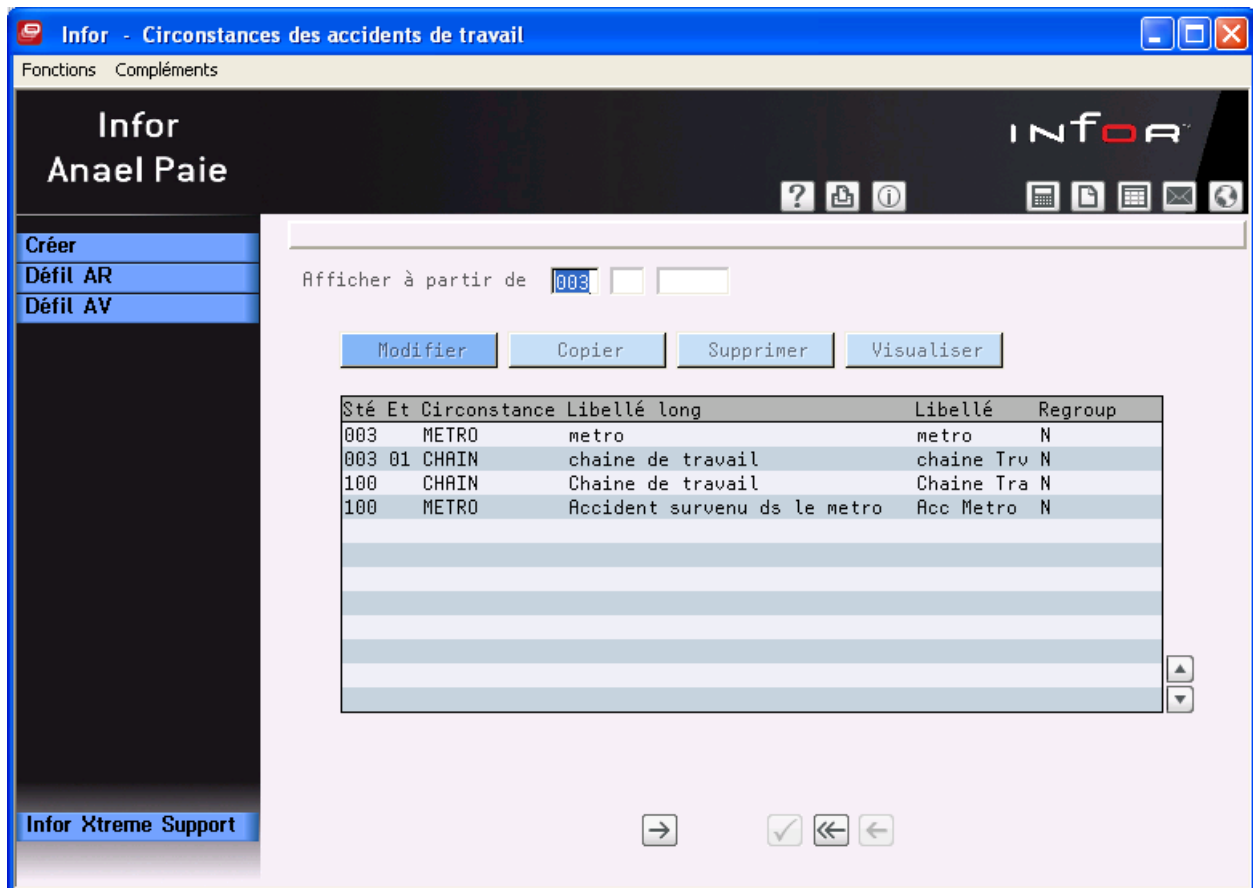 Infor - Circonstances des accidents de travail
Fonctions Compléments
Infor
Anael Paie
INFOR
Créer
Défil AR
Défil AV
Afficher à partir de 003
Modifier Copier Supprimer Visualiser
Sté Et Circonstance Libellé long Libellé Regroup
003 METRO metro metro N
003 01 CHAIN chaine de travail chaine Trv N
100 CHAIN Chaine de travail Chaine Tra N
100 METRO Accident survenu ds le metro Acc Metro N
Infor Xtreme Support